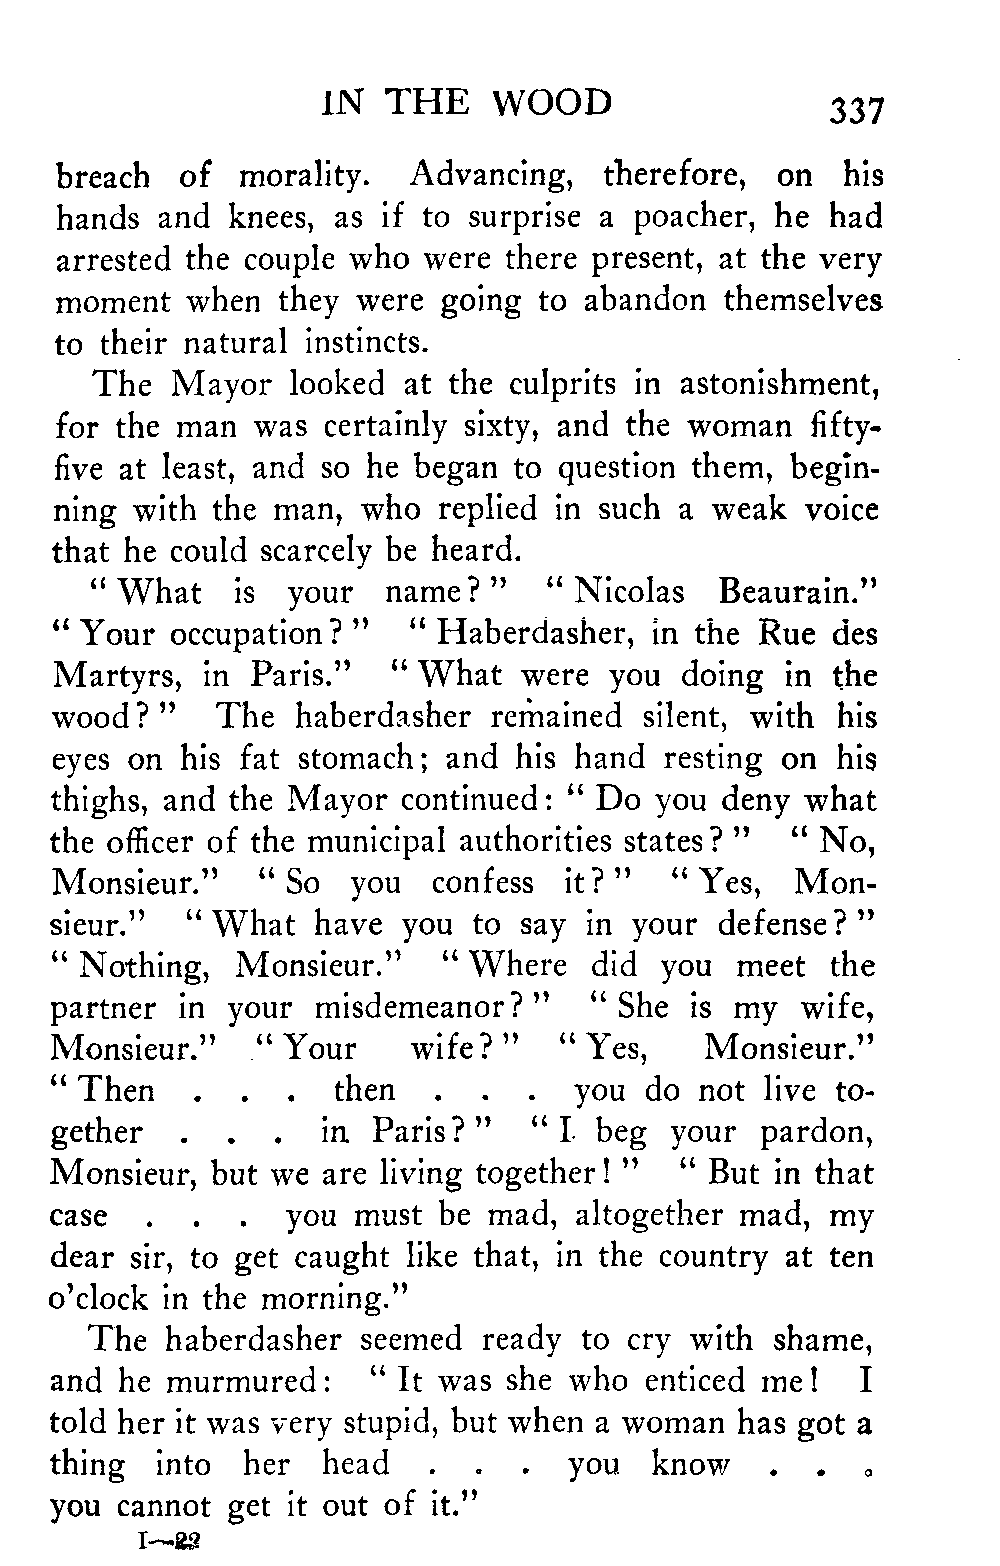 IN THE WOOD 337
breach of morality. Advancing, therefore, on his
hands and knees, as if to surprise a poacher, he had
arrested the couple who were there present, at the very
moment when they were going to abandon themselves
to their natural instincts.
The Mayor looked at the culprits in astonishment,
for the man was certainly sixty, and the woman fifty-
five at least, and so he began to question them, begin-
ning with the man, who replied in such a weak voice
that he could scarcely be heard.
“ What is your name? ” “ Nicolas Beaurain.”
“ Your occupation? ” “ Haberdasher, in the Rue des
Martyrs, in Paris.” “ What were you doing in the
wood? ” The haberdasher remained silent, with his
eyes on his fat stomach; and his hand resting on his
thighs, and the Mayor continued: “ Do you deny what
the officer of the municipal authorities states? ” “ No,
Monsieur.” “ So you confess it? ” “ Yes, Mon-
sieur.” “ What have you to say in your defense? ”
“ Nothing, Monsieur.” “ Where did you meet the
partner in your misdemeanor? ” “ She is my wife,
Monsieur.” “ Your wife? ” “ Yes, Monsieur.”
“ Then . . . then . . . you do not live to-
gether . . . in Paris? ” “ I beg your pardon,
Monsieur, but we are living together! ” “ But in that
case . . . you must be mad, altogether mad, my
dear sir, to get caught like that, in the country at ten
o’clock in the morning.”
The haberdasher seemed ready to cry with shame,
and he murmured: “ It was she who enticed me! I
told her it was very stupid, but when a woman has got a
thing into her head . . . you know . . .
you cannot get it out of it.”
I—22